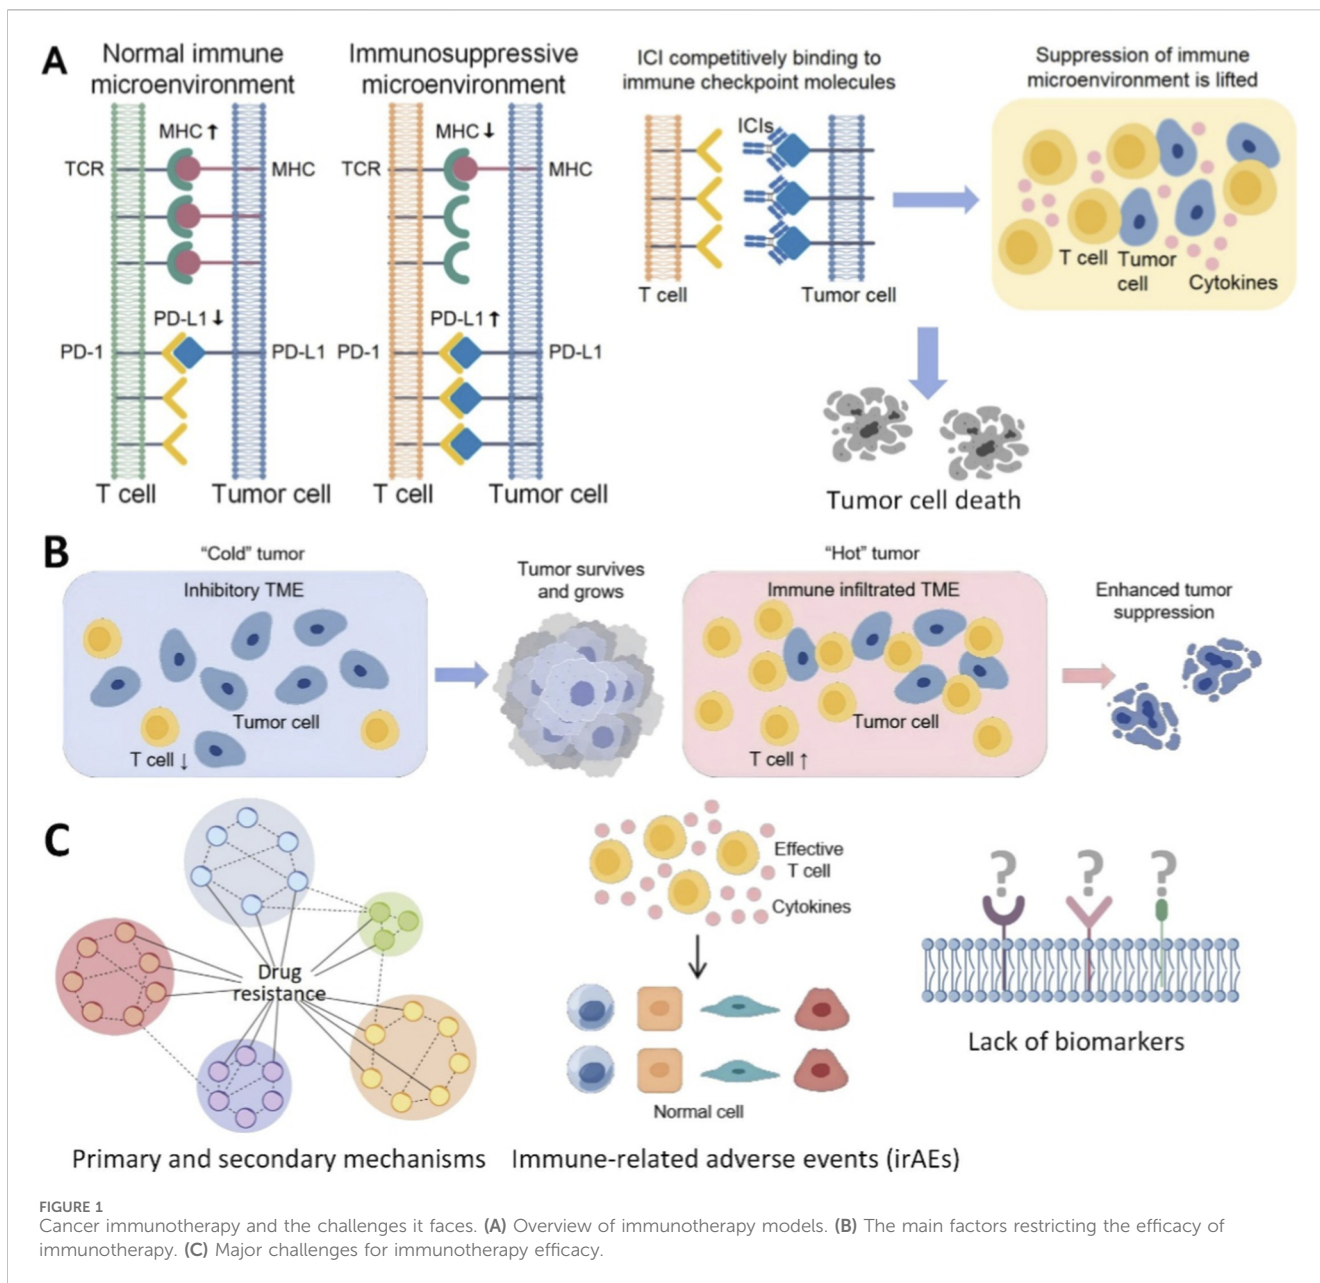 A
Normal immune
microenvironment
MHC↑
TCR
MHC
PD-L1↓
PD-1
PD-L1
T cell
Tumor cell
Immunosuppressive
microenvironment
MHC↓
TCR
MHC
PD-L1↑
PD-1
PD-L1
T cell
Tumor cell
ICI competitively binding to
immune checkpoint molecules
ICIs
T cell
Tumor cell
Suppression of immune
microenvironment is lifted
T cell
Tumor
cell
Cytokines
Tumor cell death
B
“Cold” tumor
Inhibitory TME
Tumor cell
T cell ↓
Tumor survives
and grows
“Hot” tumor
Immune infiltrated TME
Tumor cell
T cell ↑
Enhanced tumor
suppression
C
Drug
resistance
Primary and secondary mechanisms
Effective
T cell
Cytokines
Normal cell
Immune-related adverse events (irAEs)
? ? ?
Lack of biomarkers
FIGURE 1
Cancer immunotherapy and the challenges it faces. (A) Overview of immunotherapy models. (B) The main factors restricting the efficacy of
immunotherapy. (C) Major challenges for immunotherapy efficacy.